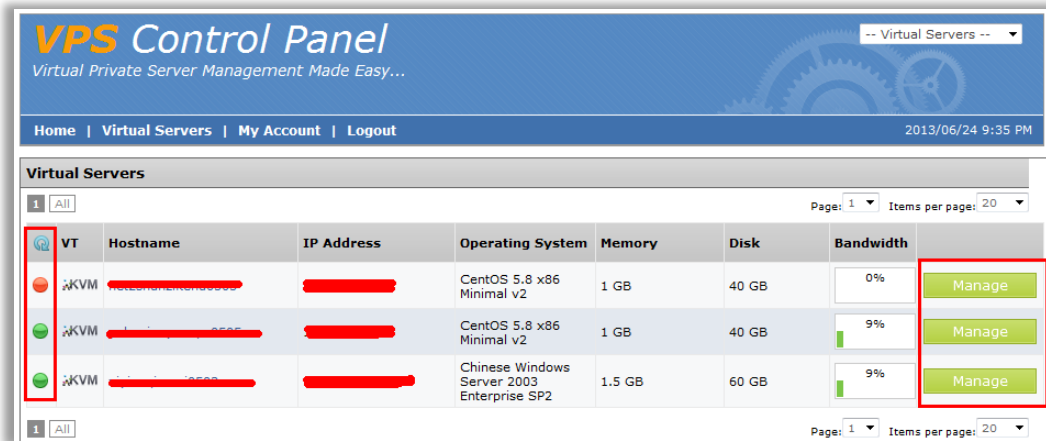 VPS Control Panel
-- Virtual Servers --
Virtual Private Server Management Made Easy...
Home | Virtual Servers | My Account | Logout
2013/06/24 9:35 PM
Virtual Servers
1 All
Page: 1 Items per page: 20
VT Hostname IP Address Operating System Memory Disk Bandwidth
KVM CentOS 5.8 x86 Minimal v2 1 GB 40 GB 0% Manage
KVM CentOS 5.8 x86 Minimal v2 1 GB 40 GB 9% Manage
KVM Chinese Windows Server 2003 Enterprise SP2 1.5 GB 60 GB 9% Manage
1 All
Page: 1 Items per page: 20